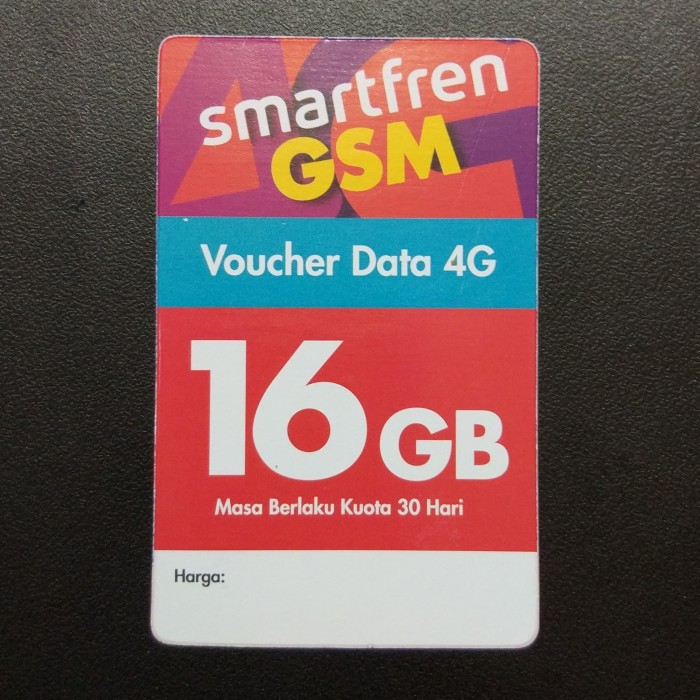 smartfren
GSM
Voucher Data 4G
16 GB
Masa Berlaku Kuota 30 Hari
Harga: